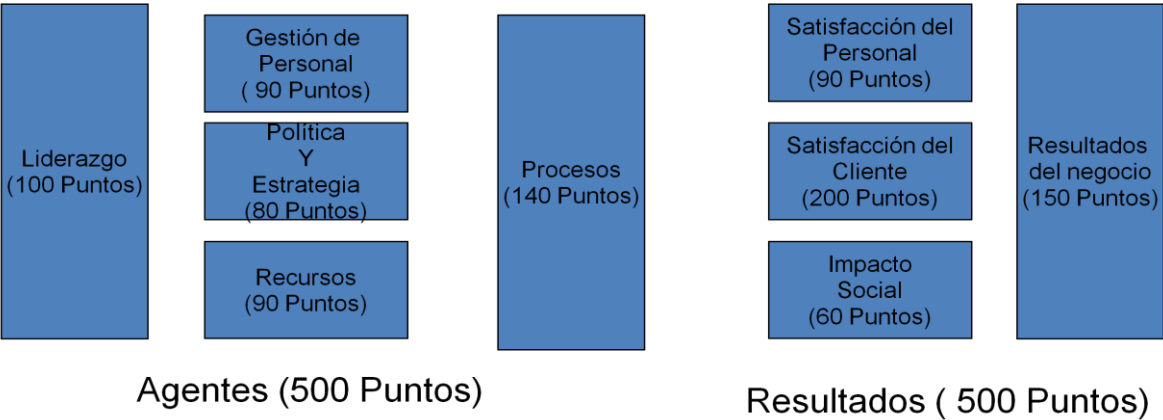 Liderazgo
(100 Puntos)
Gestión de
Personal
( 90 Puntos)
Política
Y
Estrategia
(80 Puntos)
Recursos
(90 Puntos)
Procesos
(140 Puntos)
Agentes (500 Puntos)
Satisfacción del
Personal
(90 Puntos)
Satisfacción del
Cliente
(200 Puntos)
Impacto
Social
(60 Puntos)
Resultados
del negocio
(150 Puntos)
Resultados ( 500 Puntos)